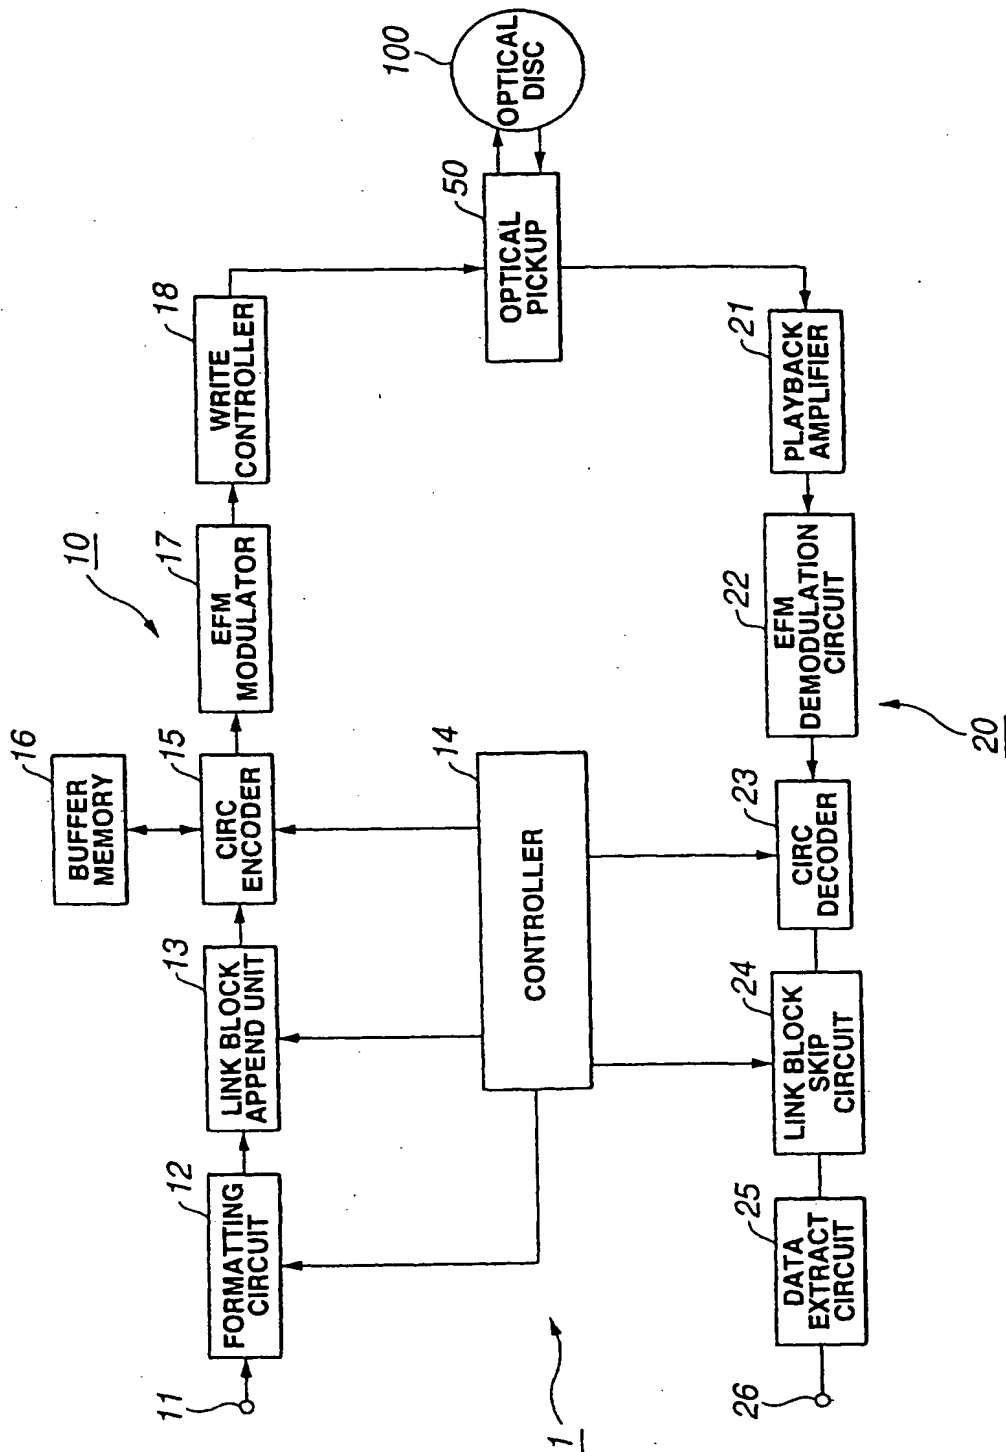 100
OPTICAL
DISC
50
OPTICAL
PICKUP
18
WRITE
CONTROLLER
10
17
EFM
MODULATOR
16
BUFFER
MEMORY
15
CIRC
ENCODER
13
LINK BLOCK
APPEND UNIT
12
FORMATTING
CIRCUIT
11
14
CONTROLLER
21
PLAYBACK
AMPLIFIER
22
EFM
DEMODULATION
CIRCUIT
20
23
CIRC
DECODER
24
LINK BLOCK
SKIP
CIRCUIT
25
DATA
EXTRACT
CIRCUIT
26
1